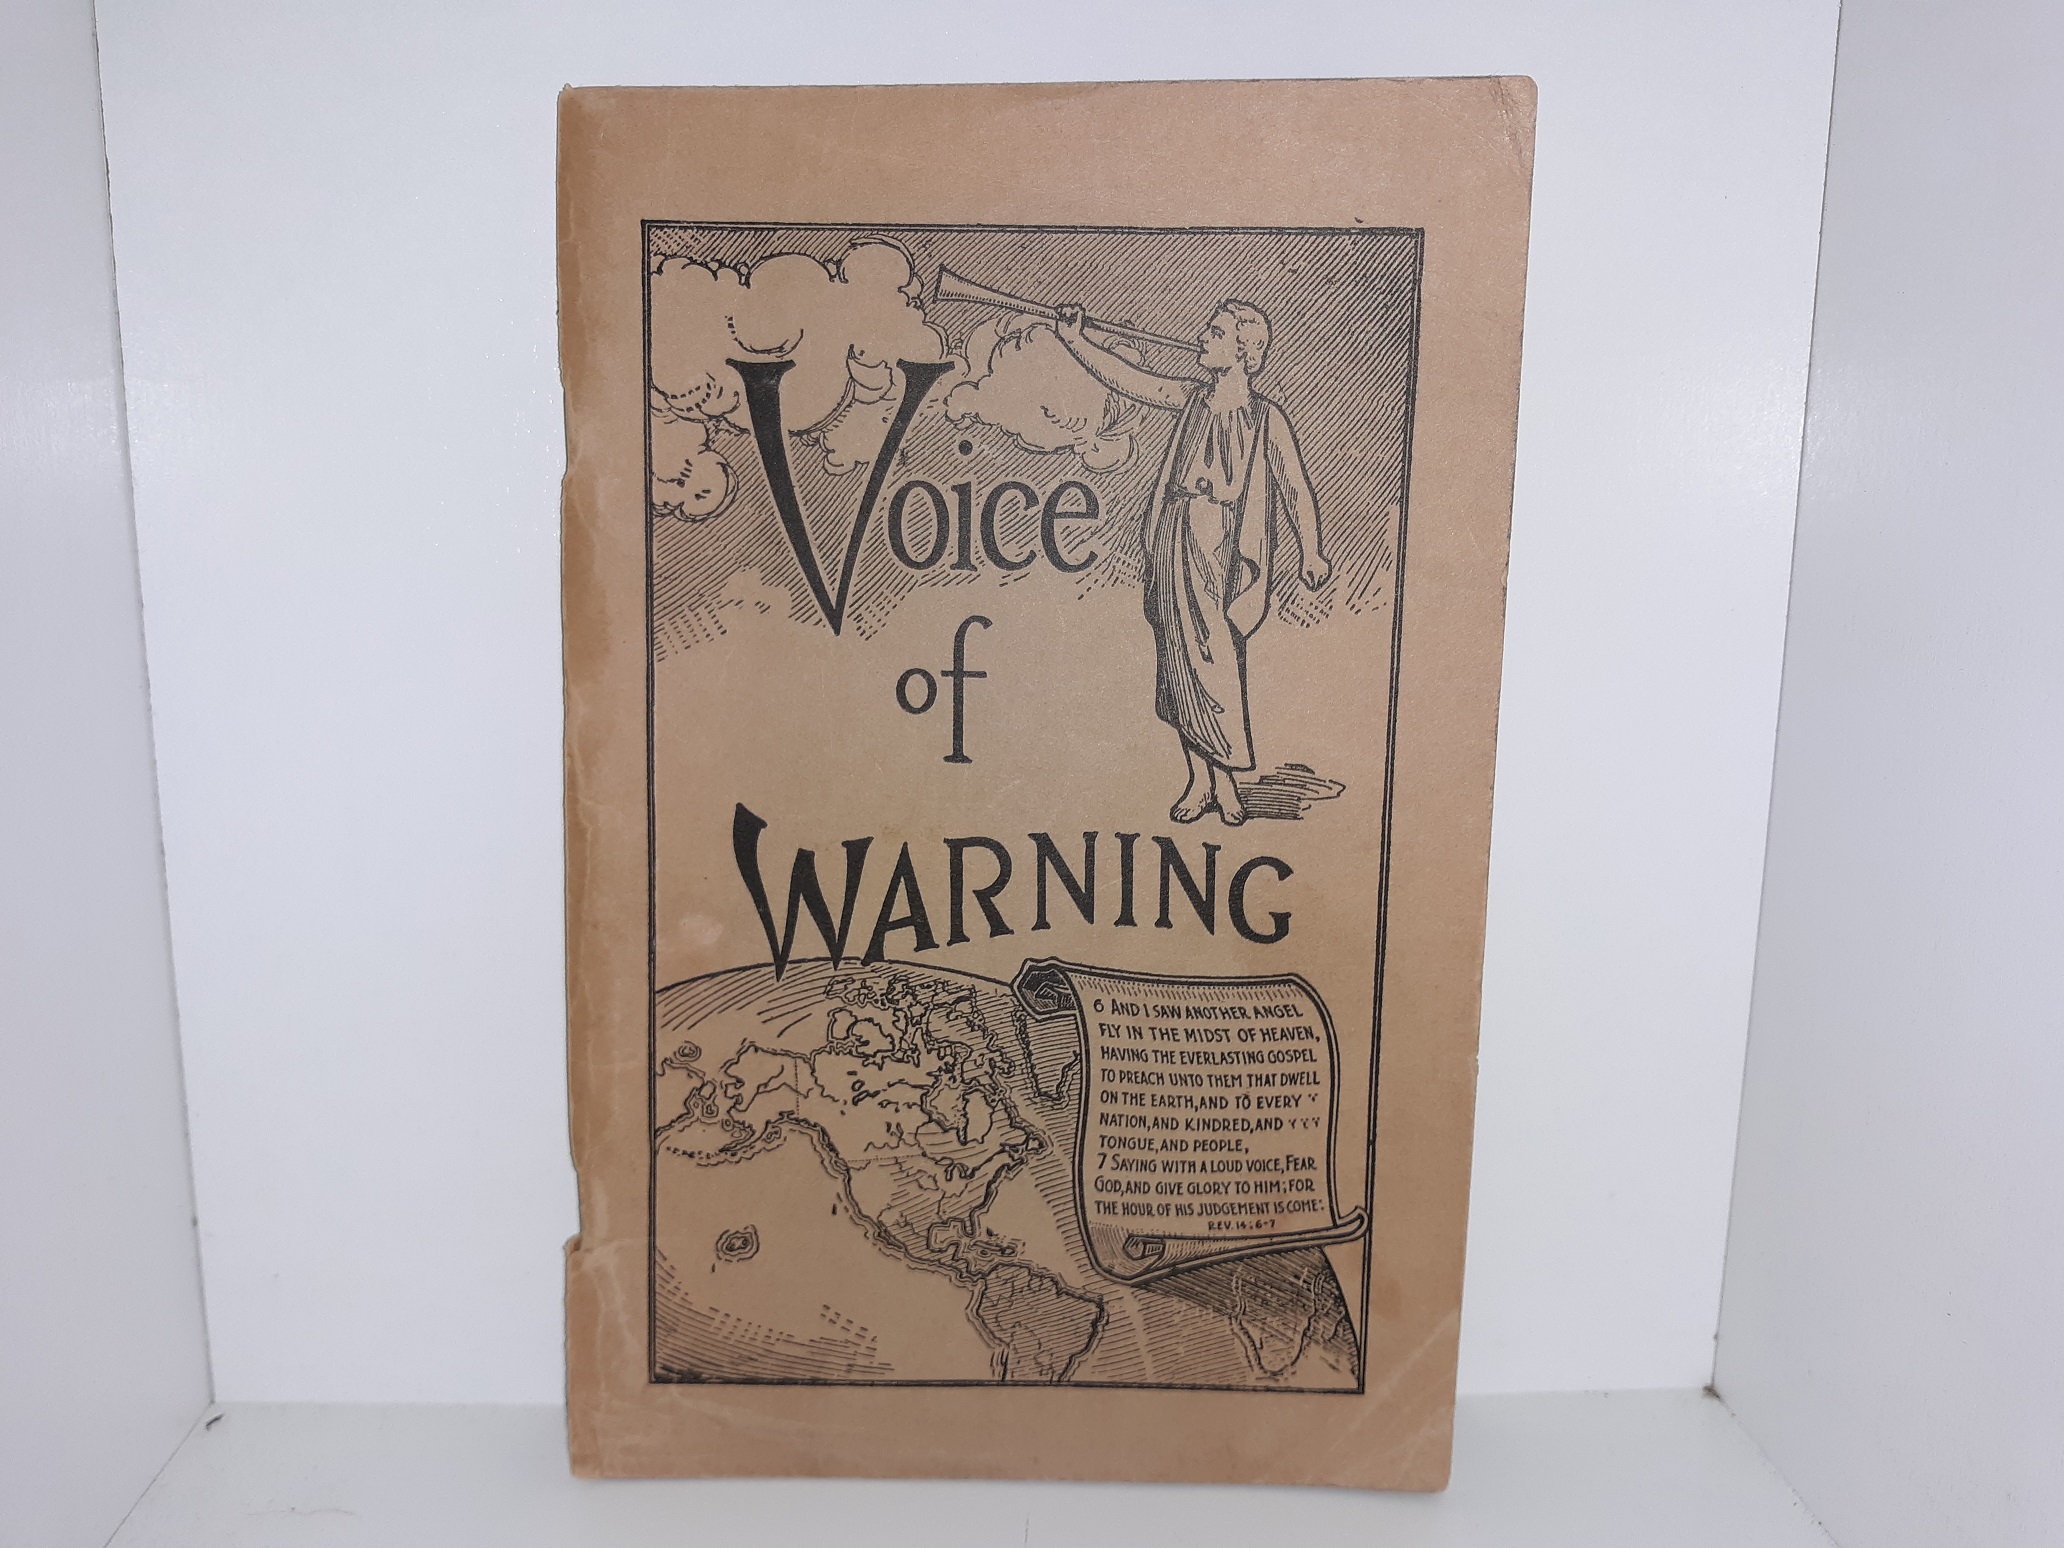 Voice
of
WARNING
6 AND I SAW ANOTHER ANGEL
FLY IN THE MIDST OF HEAVEN,
HAVING THE EVERLASTING GOSPEL
TO PREACH UNTO THEM THAT DWELL
ON THE EARTH, AND TO EVERY
NATION, AND KINDRED, AND
TONGUE, AND PEOPLE,
7 SAYING WITH A LOUD VOICE, FEAR
GOD, AND GIVE GLORY TO HIM; FOR
THE HOUR OF HIS JUDGEMENT IS COME:
REV. 14:6-7